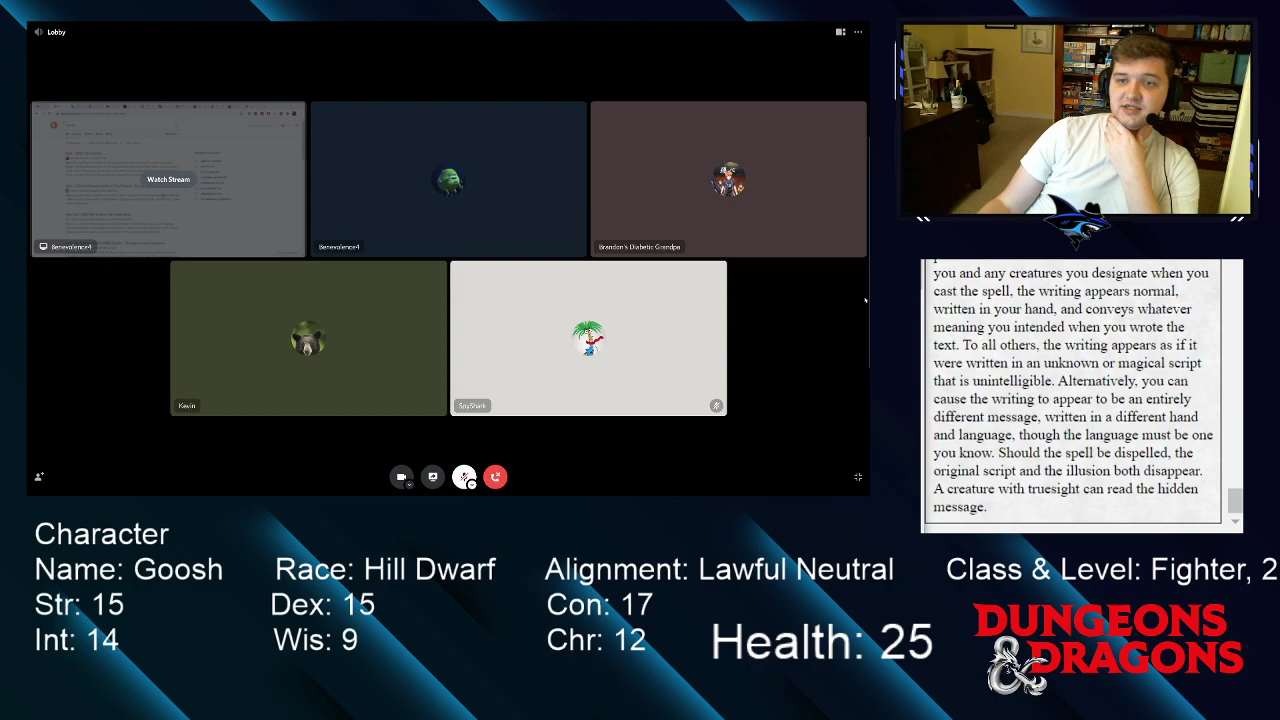 Lobby
Watch Stream
Benevolence4
Benevolence4
Brandon's Diabetic Grandpa
Kevin
SpyShark
you and any creatures you designate when you
cast the spell, the writing appears normal,
written in your hand, and conveys whatever
meaning you intended when you wrote the
text. To all others, the writing appears as if it
were written in an unknown or magical script
that is unintelligible. Alternatively, you can
cause the writing to appear to be an entirely
different message, written in a different hand
and language, though the language must be one
you know. Should the spell be dispelled, the
original script and the illusion both disappear.
A creature with truesight can read the hidden
message.
Character
Name: Goosh Race: Hill Dwarf Alignment: Lawful Neutral Class & Level: Fighter, 2
Str: 15 Dex: 15 Con: 17
Int: 14 Wis: 9 Chr: 12 Health: 25
DUNGEONS
& DRAGONS